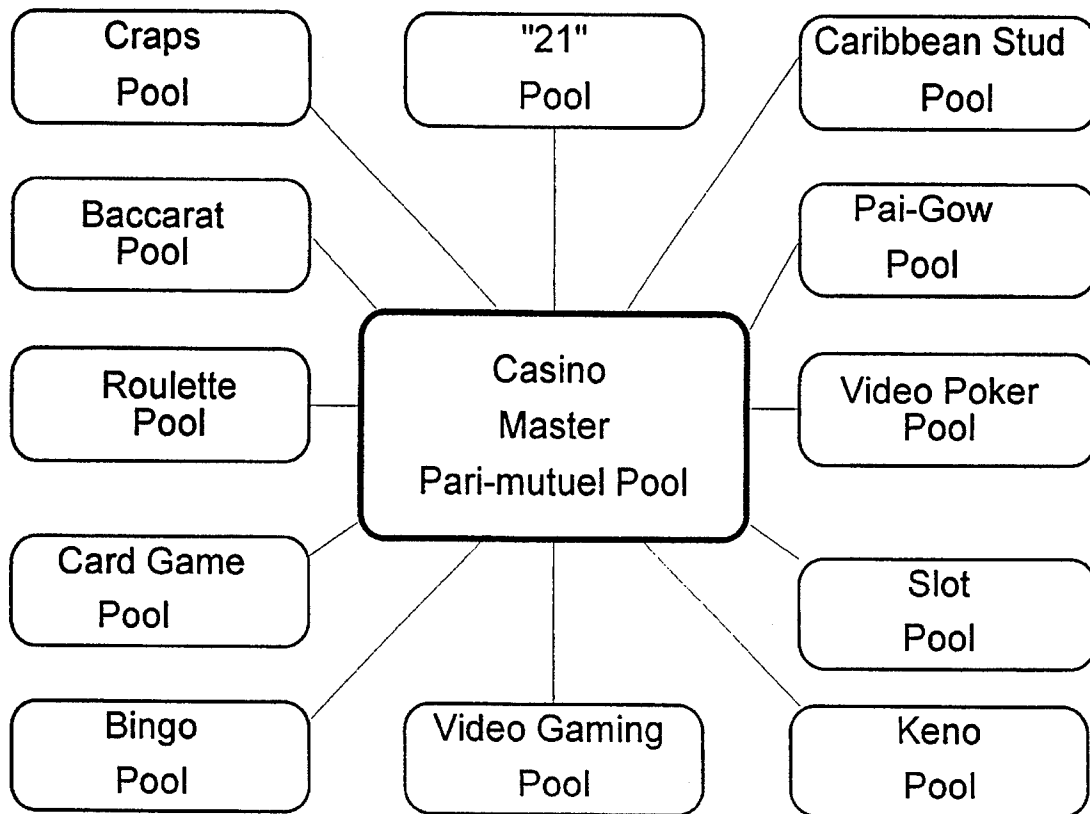 Craps
Pool
"21"
Pool
Caribbean Stud
Pool
Baccarat
Pool
Pai-Gow
Pool
Roulette
Pool
Casino
Master
Pari-mutuel Pool
Video Poker
Pool
Card Game
Pool
Slot
Pool
Bingo
Pool
Video Gaming
Pool
Keno
Pool